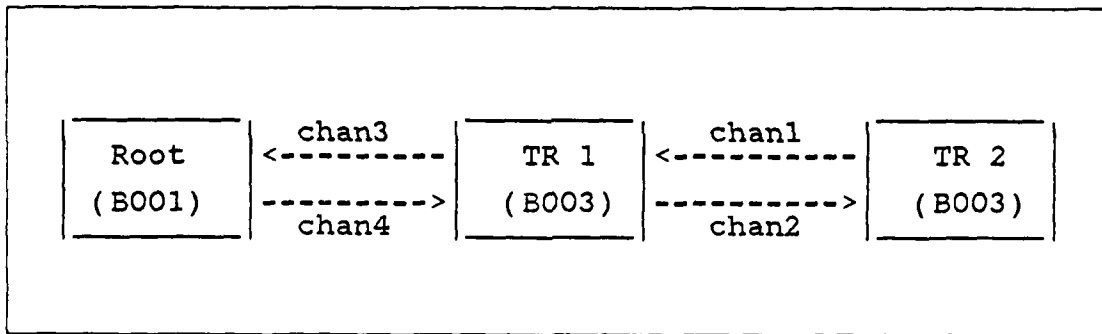 chan3 chan1
Root <--------- TR 1 <--------- TR 2
(B001) ---------> (B003) ---------> (B003)
chan4 chan2